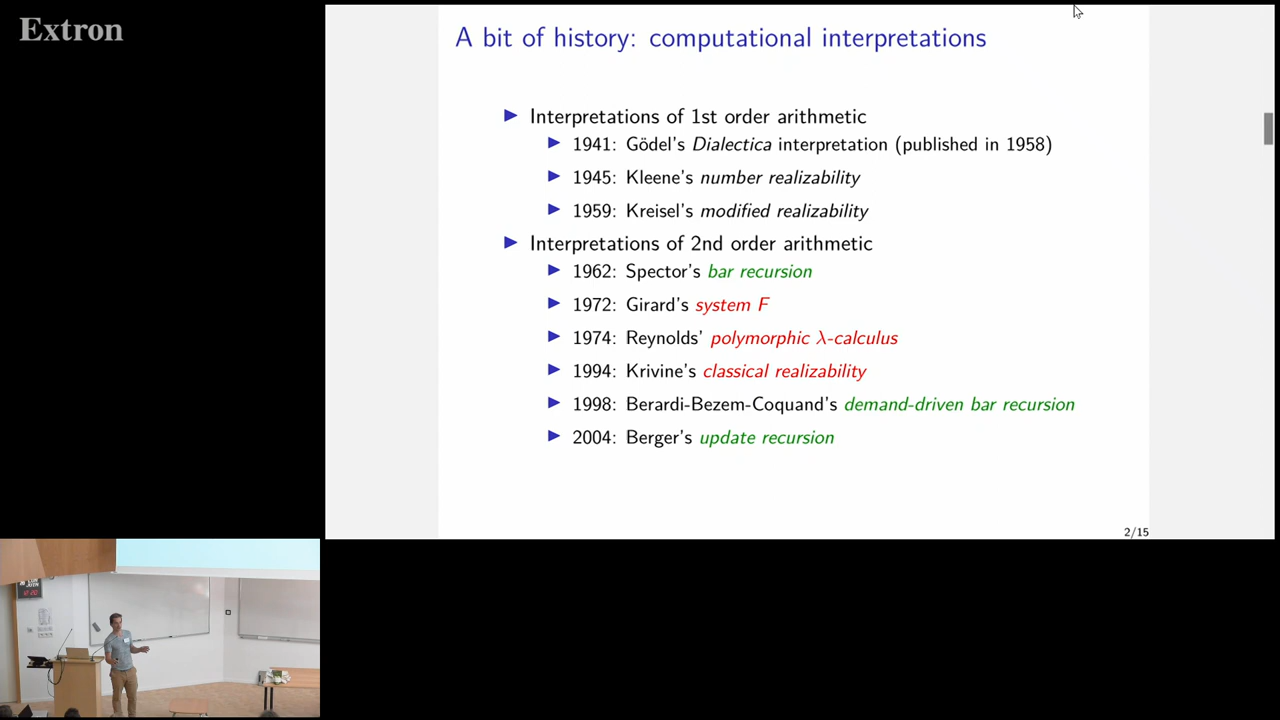 Extron
A bit of history: computational interpretations
Interpretations of 1st order arithmetic
1941: Gödel's Dialectica interpretation (published in 1958)
1945: Kleene's number realizability
1959: Kreisel's modified realizability
Interpretations of 2nd order arithmetic
1962: Spector's bar recursion
1972: Girard's system F
1974: Reynolds' polymorphic λ-calculus
1994: Krivine's classical realizability
1998: Berardi-Bezem-Coquand's demand-driven bar recursion
2004: Berger's update recursion
2/15